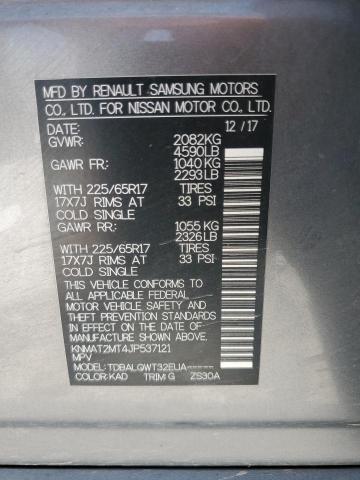 MFD BY RENAULT SAMSUNG MOTORS
CO., LTD. FOR NISSAN MOTOR CO., LTD.
DATE: 12 / 17
GVWR: 2082KG
4590LB
GAWR FR: 1040 KG
2293 LB
WITH 225/65R17 TIRES
17X7J RIMS AT 33 PSI
COLD SINGLE
GAWR RR: 1055 KG
2326 LB
WITH 225/65R17 TIRES
17X7J RIMS AT 33 PSI
COLD SINGLE
THIS VEHICLE CONFORMS TO ALL
APPLICABLE U.S. FEDERAL
MOTOR VEHICLE SAFETY STANDARDS
IN EFFECT ON THE DATE
OF MANUFACTURE SHOWN ABOVE.
KNMAT2MT4JP537121
MPV
MODEL: TDBALQWT32EUA-----
COLOR: KAD TRIM: G ZS30A